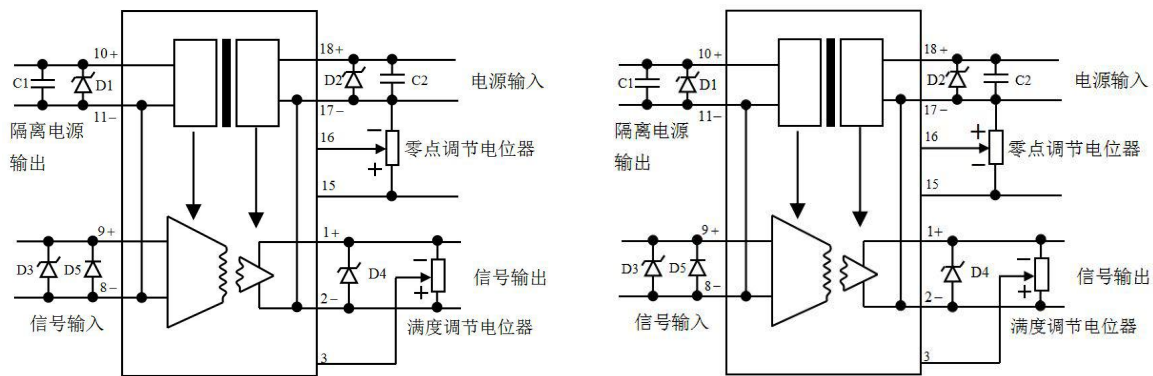 10+
18+
C1
D1
D2
C2
电源输入
11−
17−
隔离电源
输出
16
−
+
零点调节电位器
15
9+
1+
D3
D5
D4
−
+
信号输出
8−
2−
信号输入
满度调节电位器
3
10+
18+
C1
D1
D2
C2
电源输入
11−
17−
隔离电源
输出
16
+
−
零点调节电位器
15
9+
1+
D3
D5
D4
−
+
信号输出
8−
2−
信号输入
满度调节电位器
3